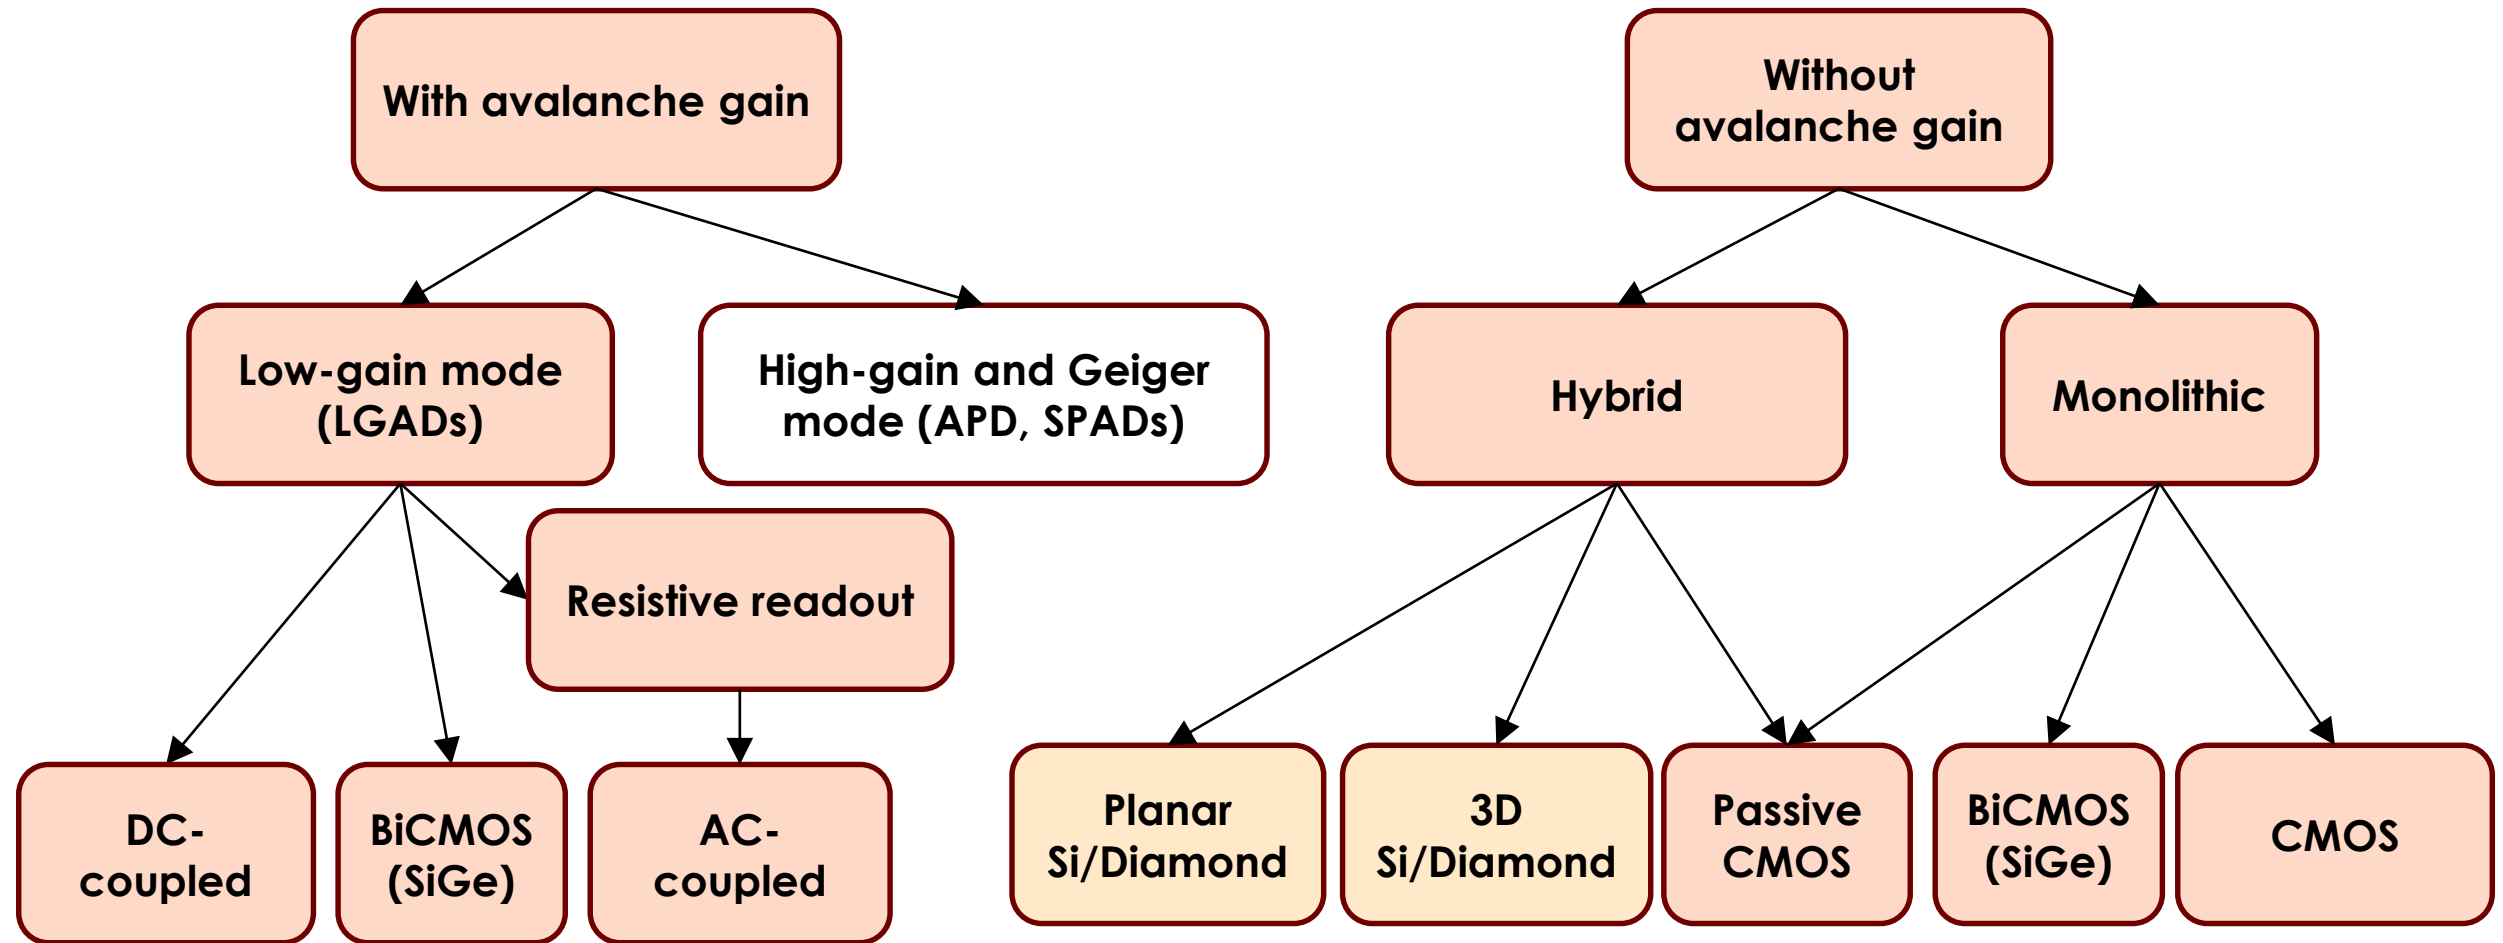 With avalanche gain
Without
avalanche gain
Low-gain mode
(LGADs)
High-gain and Geiger
mode (APD, SPADs)
Hybrid
Monolithic
Resistive readout
DC-
coupled
BiCMOS
(SiGe)
AC-
coupled
Planar
Si/Diamond
3D
Si/Diamond
Passive
CMOS
BiCMOS
(SiGe)
CMOS